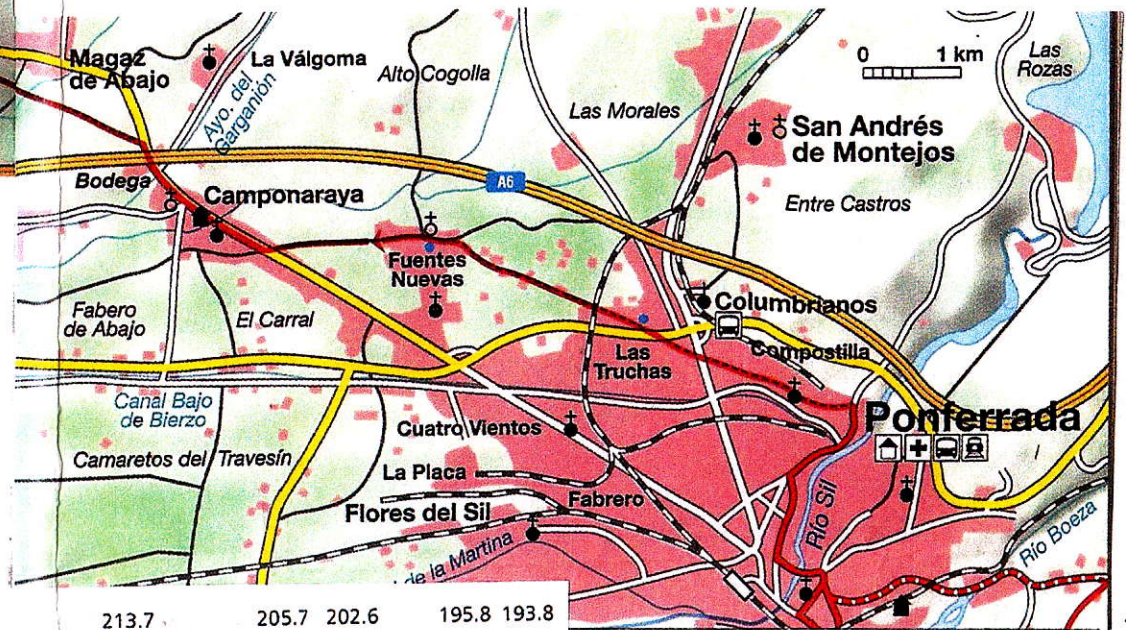 Magaz
de Abajo
La Válgoma
Ayo. del
Garganión
Alto Cogolla
Las Morales
0 1 km
Las
Rozas
San Andrés
de Montejos
A6
Bodega
Camponaraya
Entre Castros
Fuentes
Nuevas
Fabero
de Abajo
El Carral
Columbrianos
Las
Truchas
Compostilla
Canal Bajo
de Bierzo
Ponferrada
Cuatro Vientos
Camaretos del Travesín
La Placa
Fabrero
Flores del Sil
Río Sil
Río Boeza
de la Martina
213.7 205.7 202.6 195.8 193.8